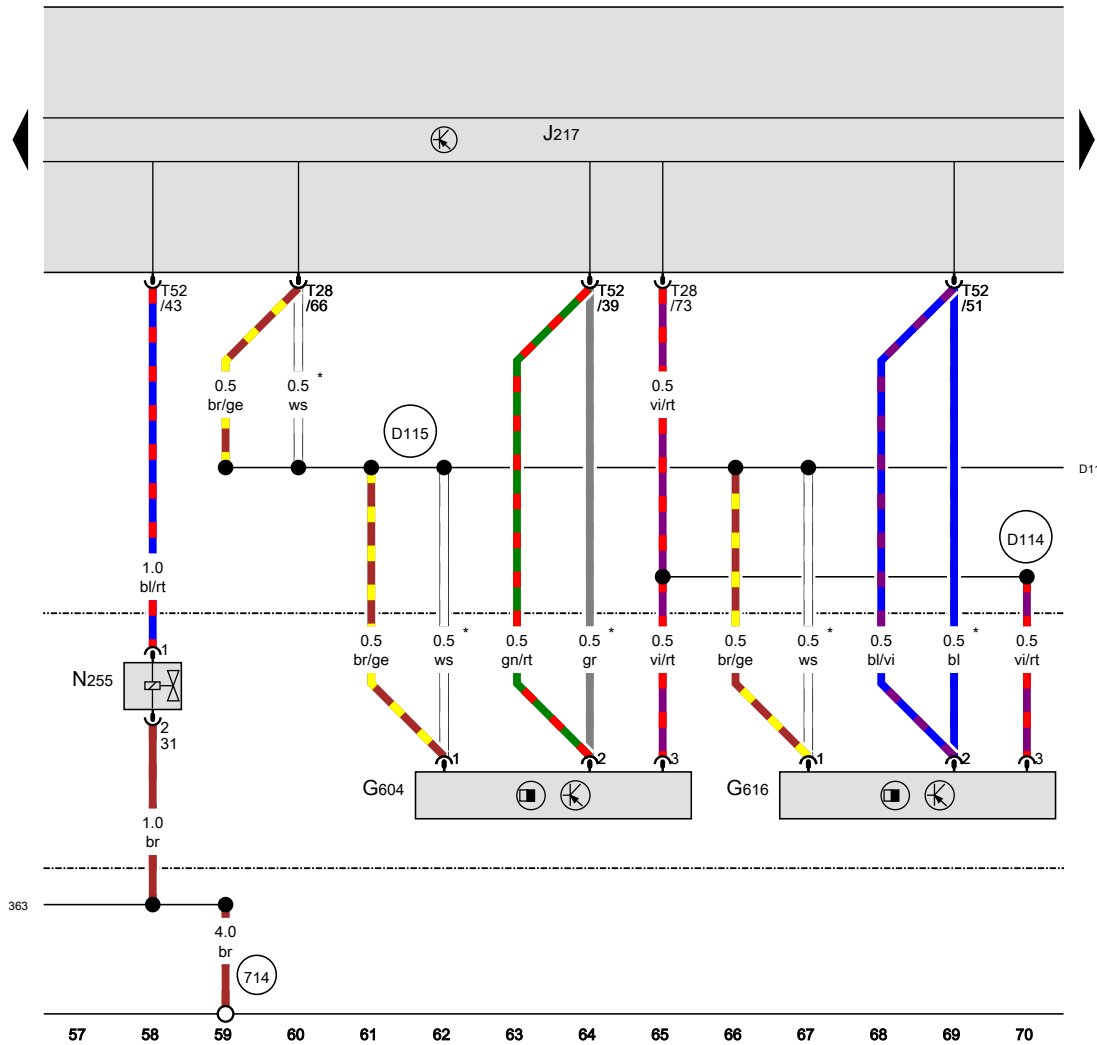 J217
T52 T28 T52 T28 T52
/43 /66 /39 /73 /51
0.5 0.5 * 0.5
br/ge ws vi/rt
D115
D11
D114
1.0
bl/rt
0.5 0.5 * 0.5 0.5 * 0.5 0.5 0.5 * 0.5 0.5 * 0.5
br/ge ws gn/rt gr vi/rt br/ge ws bl/vi bl vi/rt
1
N255
2
31
1 2 3 1 2 3
G604 G616
1.0
br
363
4.0
br
714
57 58 59 60 61 62 63 64 65 66 67 68 69 70